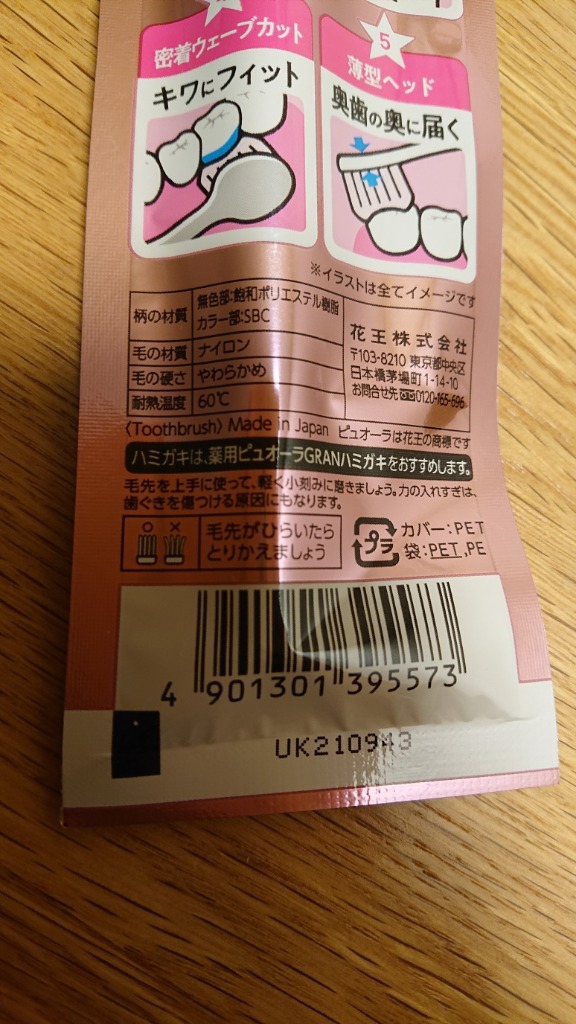 密着ウェーブカット
キワにフィット
5
薄型ヘッド
奥歯の奥に届く
※イラストは全てイメージです
柄の材質
無色部:飽和ポリエステル樹脂
カラー部:SBC
毛の材質 ナイロン
毛の硬さ やわらかめ
耐熱温度 60℃
花王株式会社
〒103-8210 東京都中央区
日本橋茅場町1-14-10
お問合せ先 0120-165-696
〈Toothbrush〉 Made in Japan ピュオーラは花王の商標です
ハミガキは、薬用ピュオーラGRANハミガキをおすすめします。
毛先を上手に使って、軽く小刻みに磨きましょう。力の入れすぎは、
歯ぐきを傷つける原因にもなります。
○ ×
毛先がひらいたら
とりかえましょう
プラ
カバー:PET
袋:PET,PE
4 901301 395573
UK210943